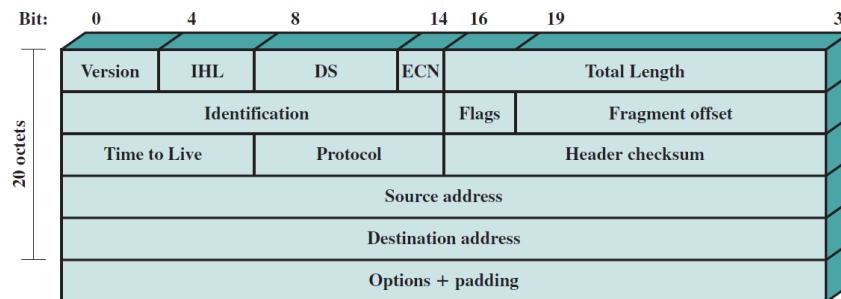 Bit: 0 4 8 14 16 19 3
Version IHL DS ECN Total Length
Identification Flags Fragment offset
Time to Live Protocol Header checksum
Source address
Destination address
Options + padding
20 octets